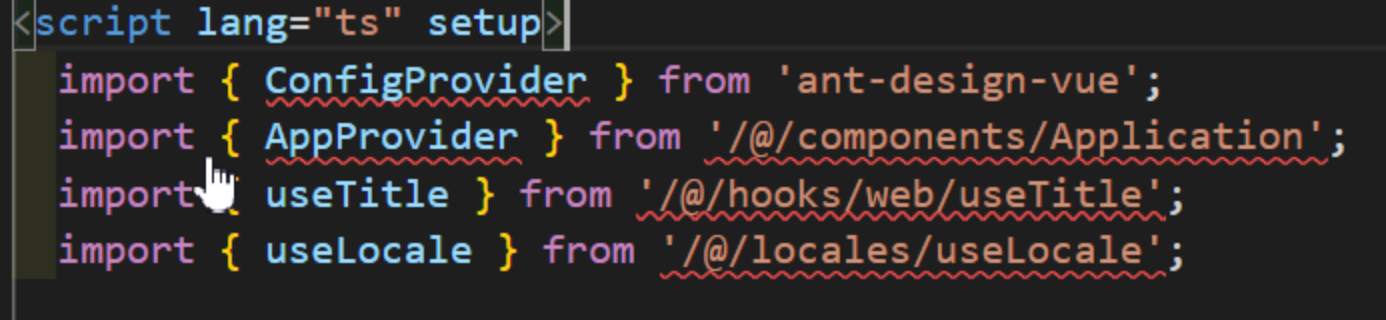 <script lang="ts" setup>
import { ConfigProvider } from 'ant-design-vue';
import { AppProvider } from '/@/components/Application';
import { useTitle } from '/@/hooks/web/useTitle';
import { useLocale } from '/@/locales/useLocale';